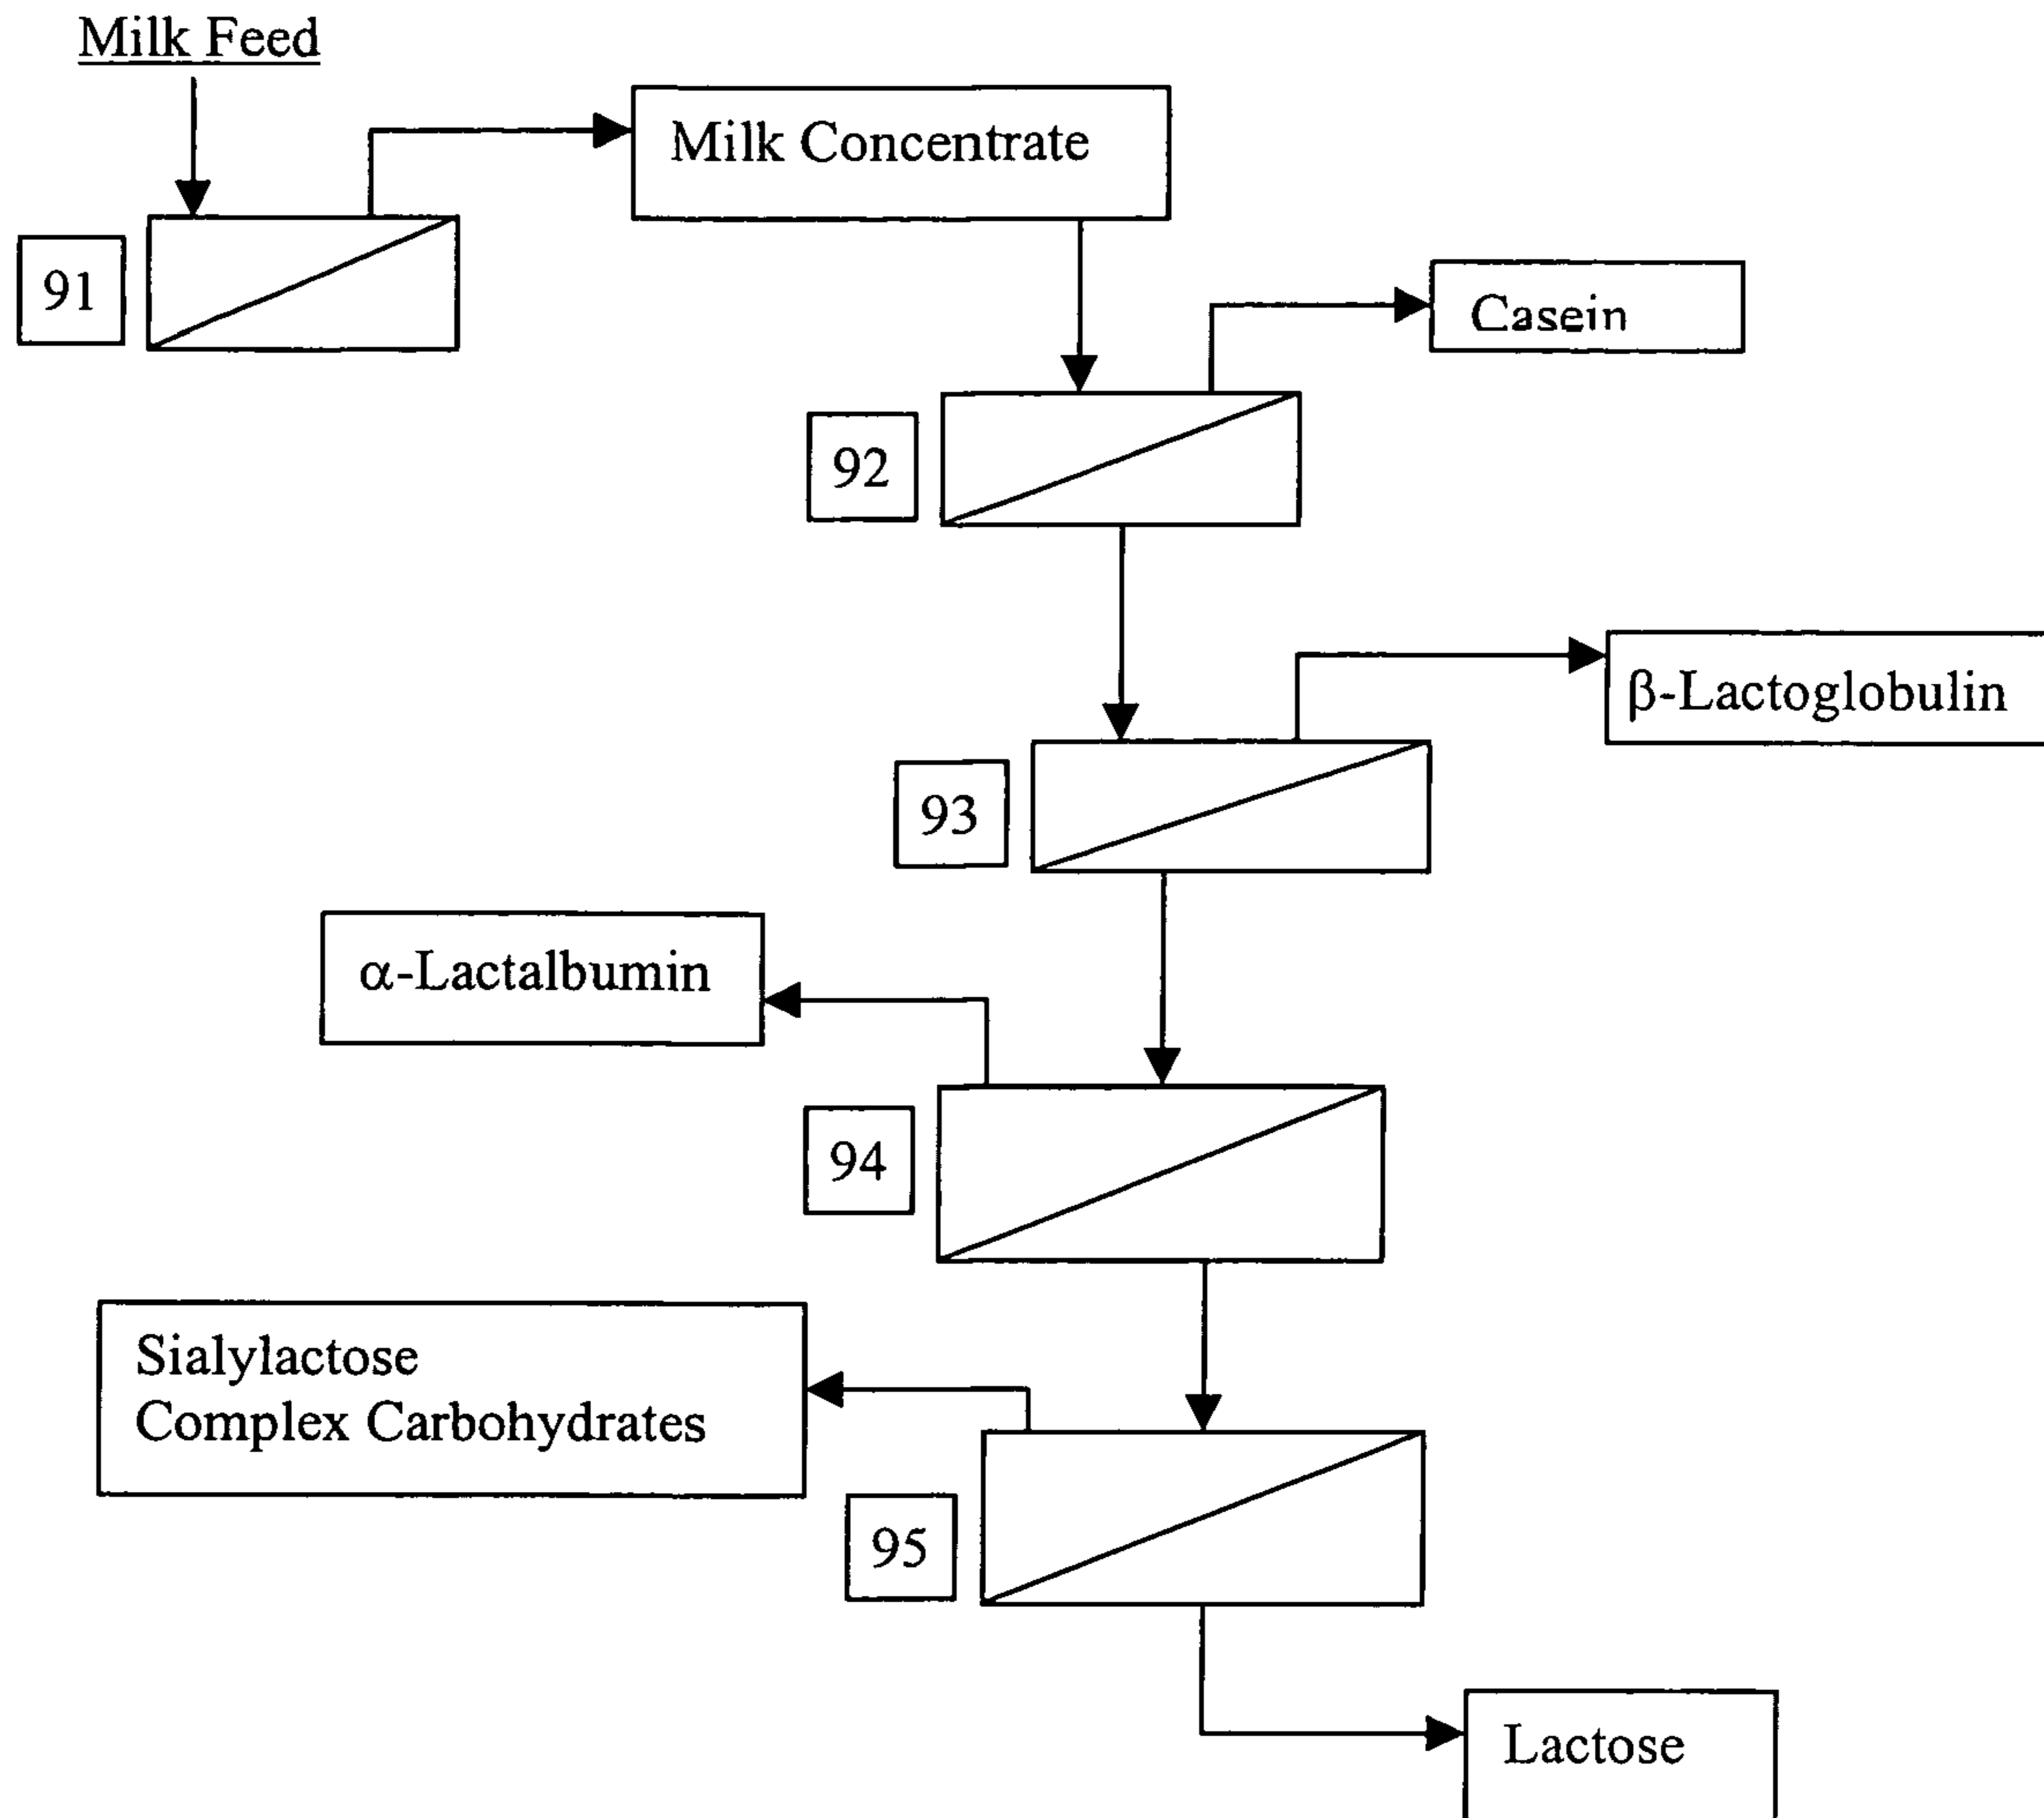 Milk Feed
Milk Concentrate
91
Casein
92
β-Lactoglobulin
93
α-Lactalbumin
94
Sialylactose
Complex Carbohydrates
95
Lactose